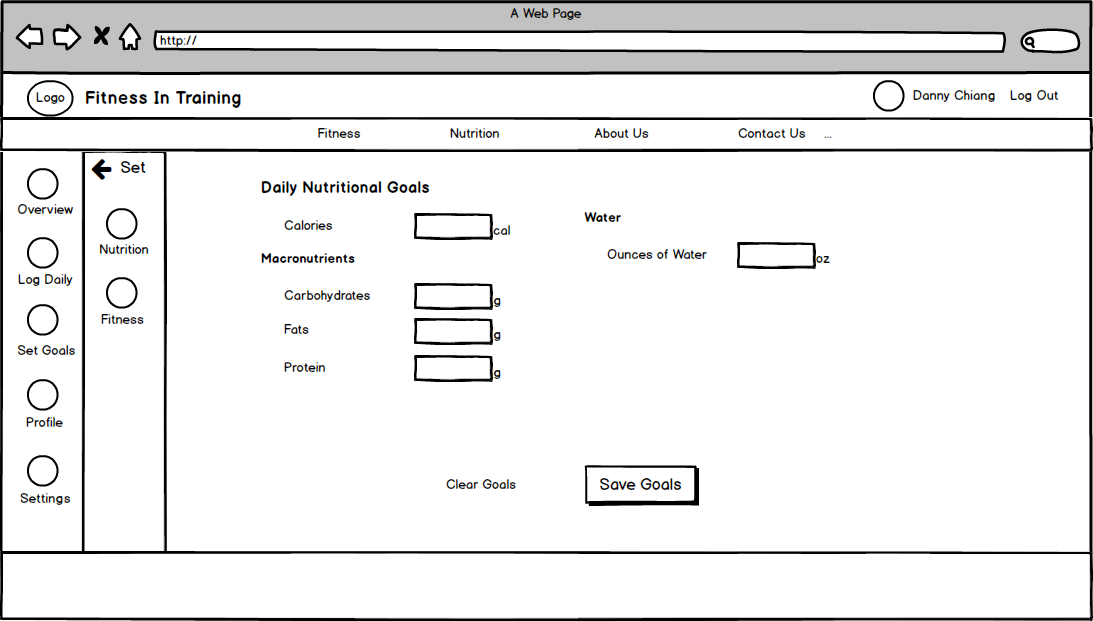 A Web Page
http://
Logo
Fitness In Training
Danny Chiang
Log Out
Fitness
Nutrition
About Us
Contact Us
...
Overview
Log Daily
Set Goals
Profile
Settings
Set
Nutrition
Fitness
Daily Nutritional Goals
Calories
cal
Macronutrients
Carbohydrates
g
Fats
g
Protein
g
Water
Ounces of Water
oz
Clear Goals
Save Goals